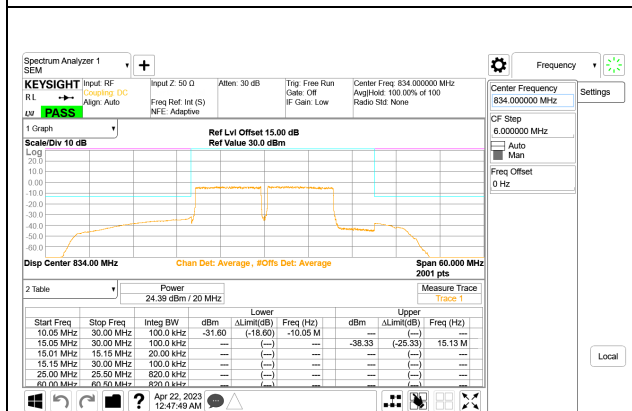 Spectrum Analyzer 1
SEM
Frequency
KEYSIGHT
Input: RF
Coupling: DC
Align: Auto
Input Z: 50 Ω
Freq Ref: Int (S)
NFE: Adaptive
Atten: 30 dB
Trig: Free Run
Gate: Off
IF Gain: Low
Center Freq: 834.000000 MHz
Avg|Hold: 100.00% of 100
Radio Std: None
R L
PASS
Center Frequency
834.000000 MHz
Settings
CF Step
6.000000 MHz
Auto
Man
Freq Offset
0 Hz
1 Graph
Scale/Div 10 dB
Ref Lvl Offset 15.00 dB
Ref Value 30.0 dBm
Log
20.0
10.0
0.00
-10.0
-20.0
-30.0
-40.0
-50.0
-60.0
Disp Center 834.00 MHz
Chan Det: Average , #Offs Det: Average
Span 60.000 MHz
2001 pts
2 Table
Power
24.39 dBm / 20 MHz
Measure Trace
Trace 1
Lower Upper
Start Freq Stop Freq Integ BW dBm ΔLimit(dB) Freq (Hz) dBm ΔLimit(dB) Freq (Hz)
10.05 MHz 30.00 MHz 100.0 kHz -31.60 (-18.60) -10.05 M --- (---) ---
15.05 MHz 30.00 MHz 100.0 kHz --- (---) --- -38.33 (-25.33) 15.13 M
15.01 MHz 15.15 MHz 20.00 kHz --- (---) --- --- (---) ---
15.15 MHz 30.00 MHz 100.0 kHz --- (---) --- --- (---) ---
25.00 MHz 25.50 MHz 820.0 kHz --- (---) --- --- (---) ---
60.00 MHz 60.50 MHz 820.0 kHz --- (---) --- --- (---) ---
Local
?
Apr 22, 2023
12:47:49 AM